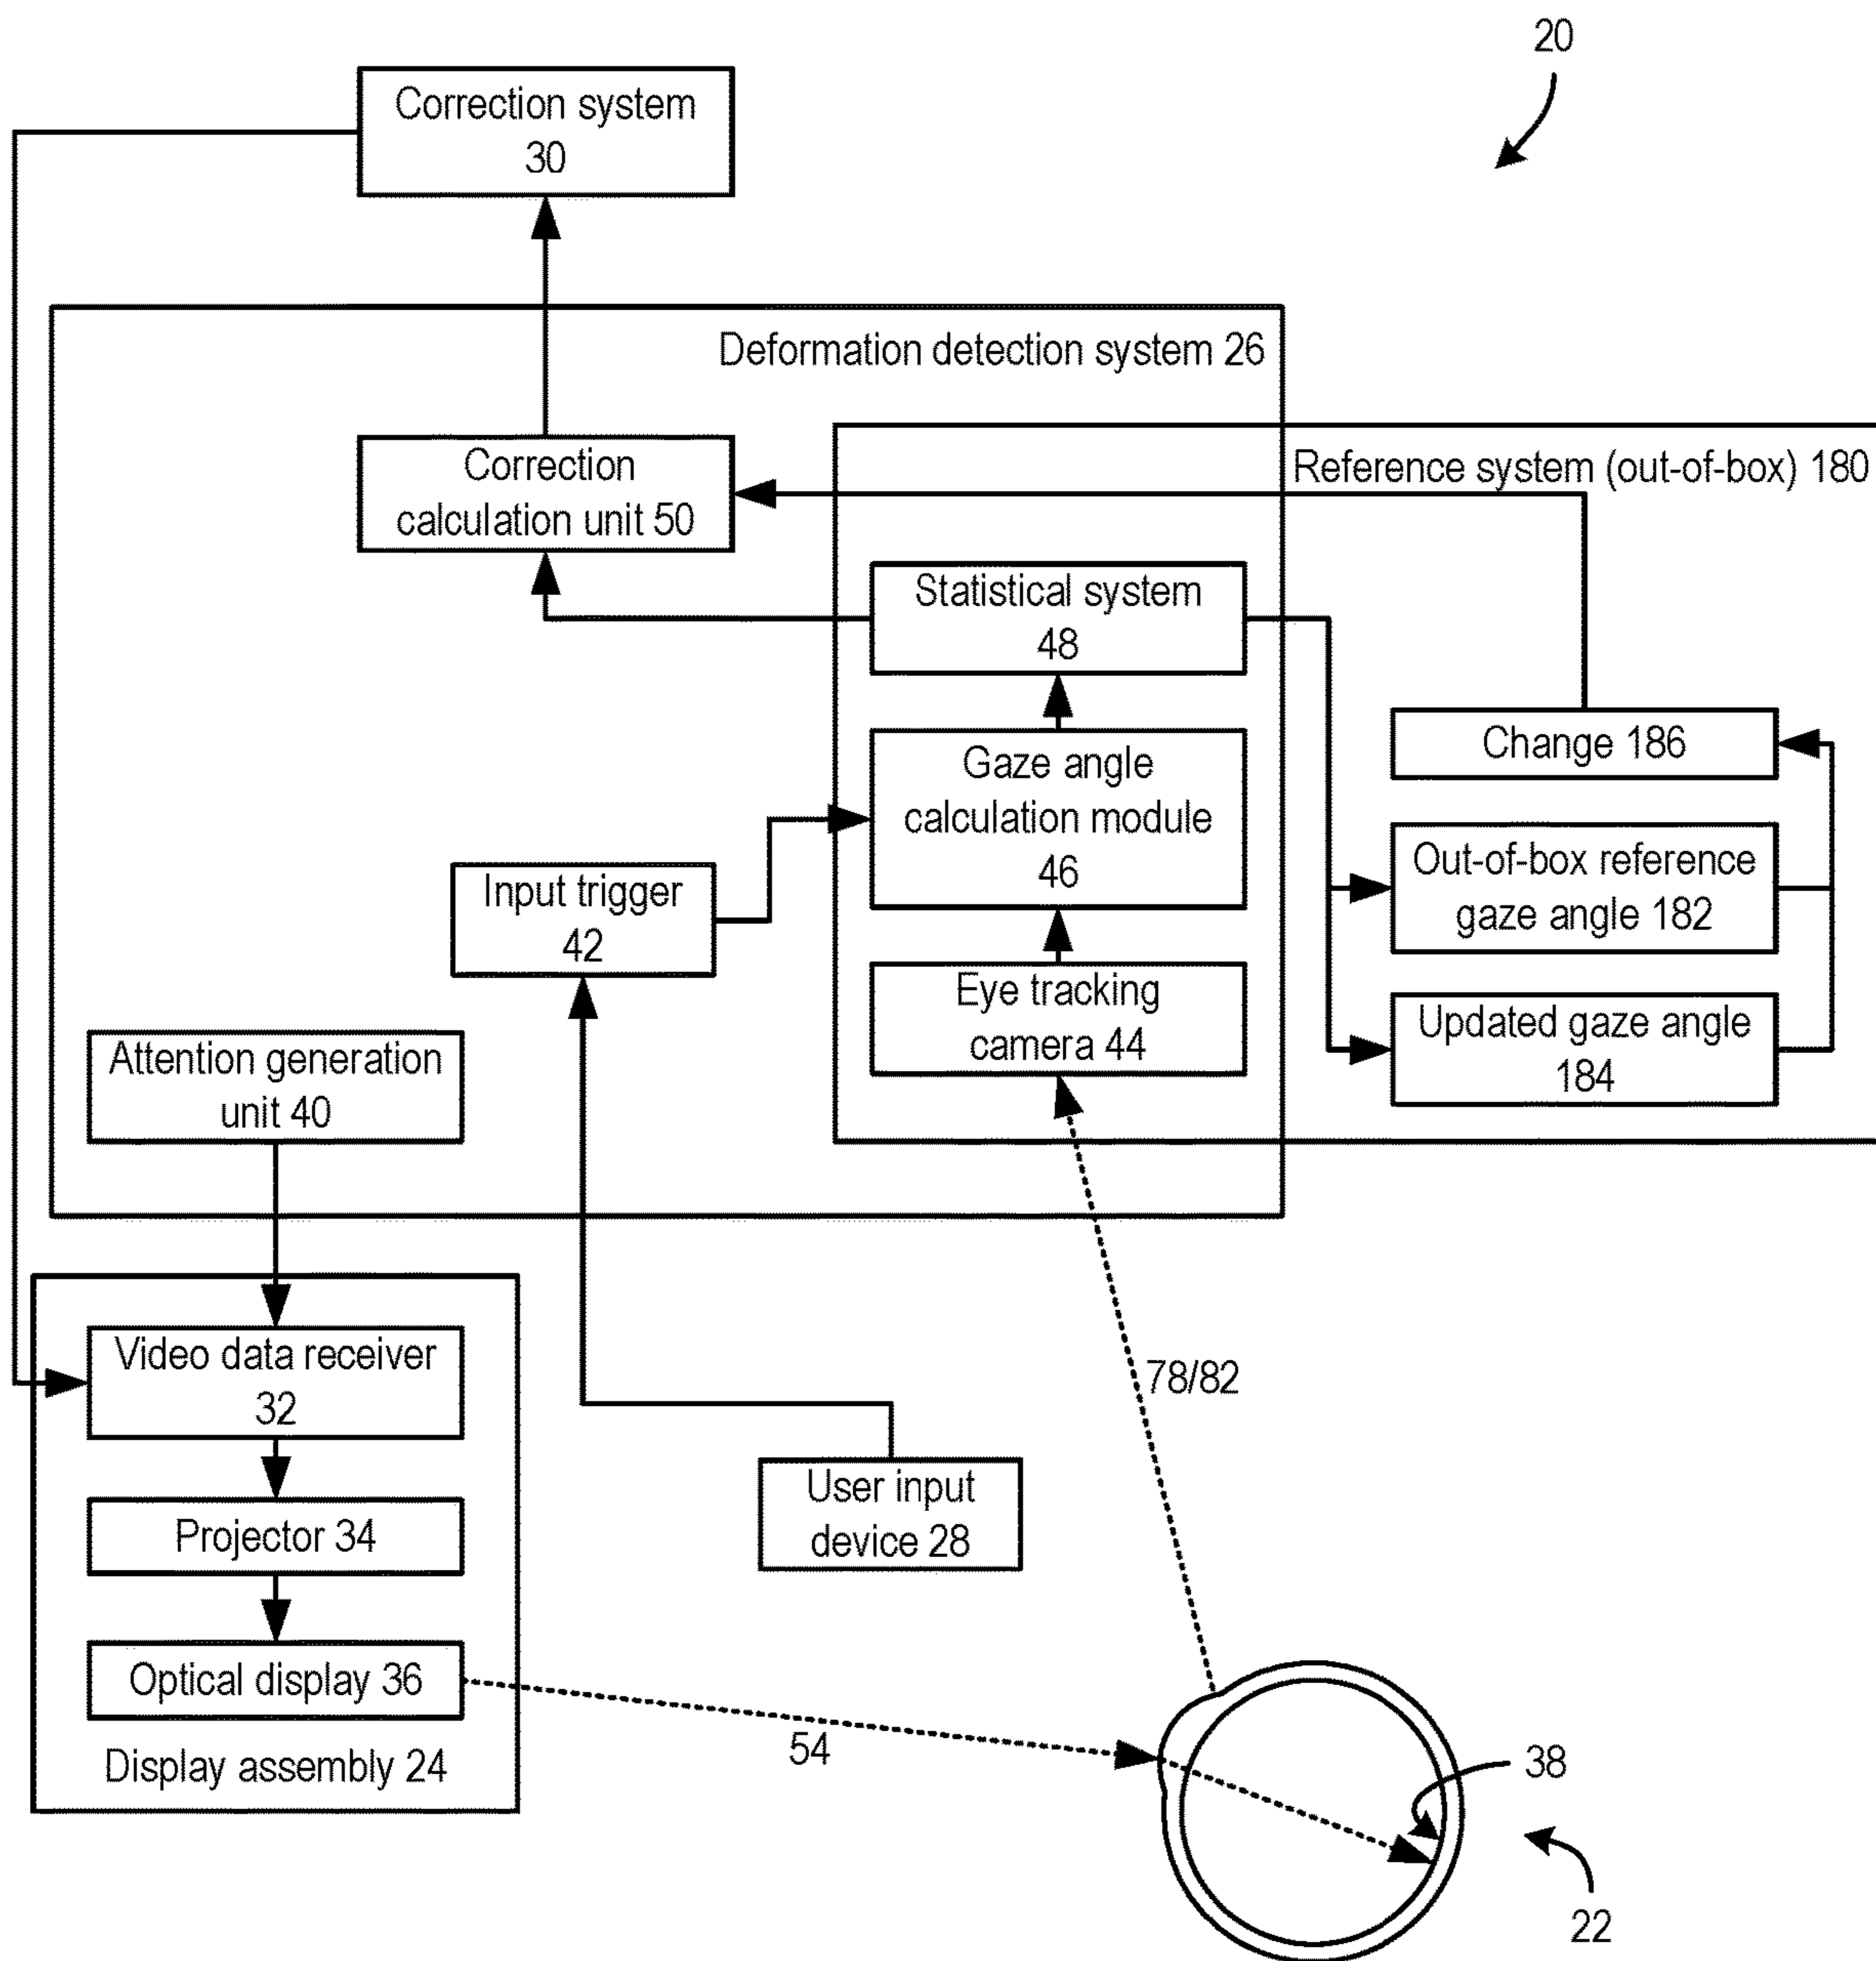 20
Correction system
30
Deformation detection system 26
Correction
calculation unit 50
Reference system (out-of-box) 180
Statistical system
48
Change 186
Gaze angle
calculation module
46
Out-of-box reference
gaze angle 182
Input trigger
42
Eye tracking
camera 44
Updated gaze angle
184
Attention generation
unit 40
Video data receiver
32
78/82
User input
device 28
Projector 34
Optical display 36
54
Display assembly 24
38
22